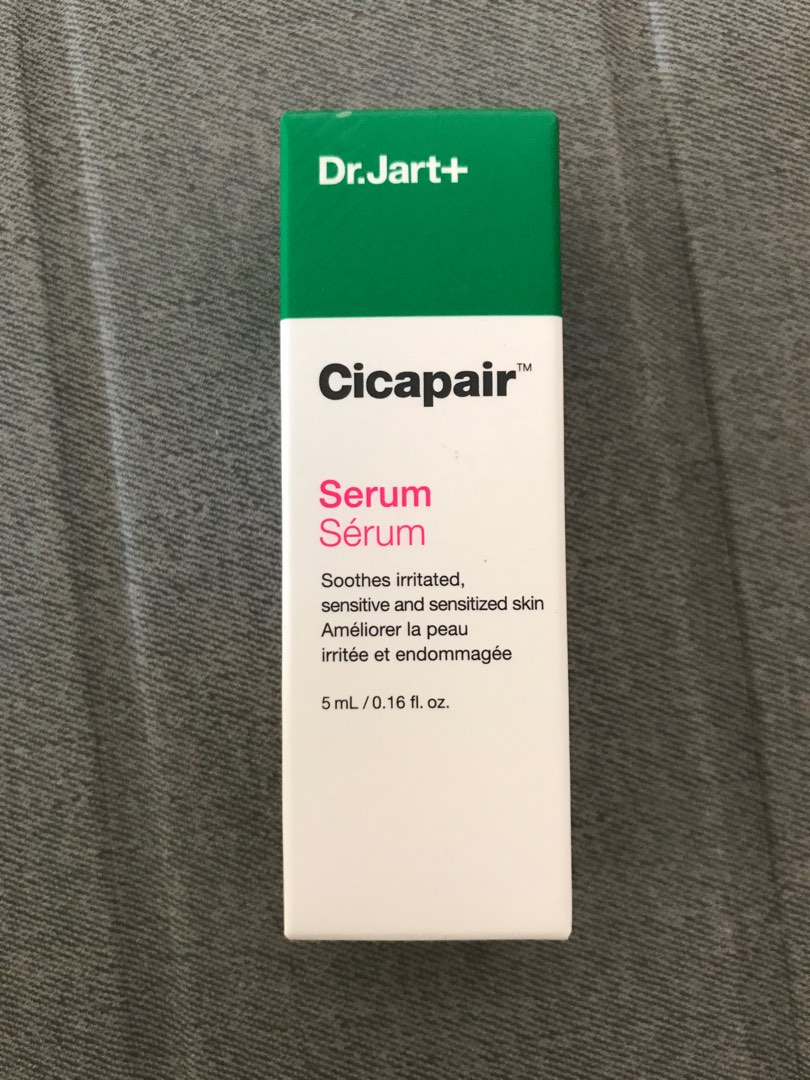 Dr.Jart+
Cicapair™
Serum
Sérum
Soothes irritated,
sensitive and sensitized skin
Améliorer la peau
irritée et endommagée
5 mL / 0.16 fl. oz.